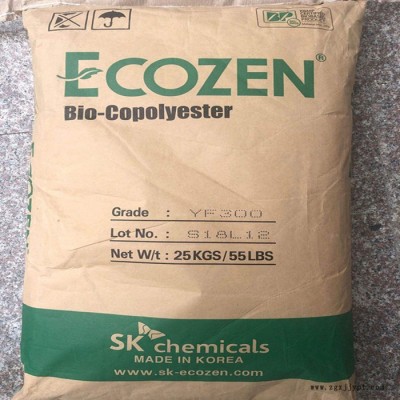 ECOZEN®
Bio-Copolyester
Grade : YF300
Lot No. : S18L12
Net W/t : 25KGS/55LBS
SK chemicals
MADE IN KOREA
www.sk-ecozen.com